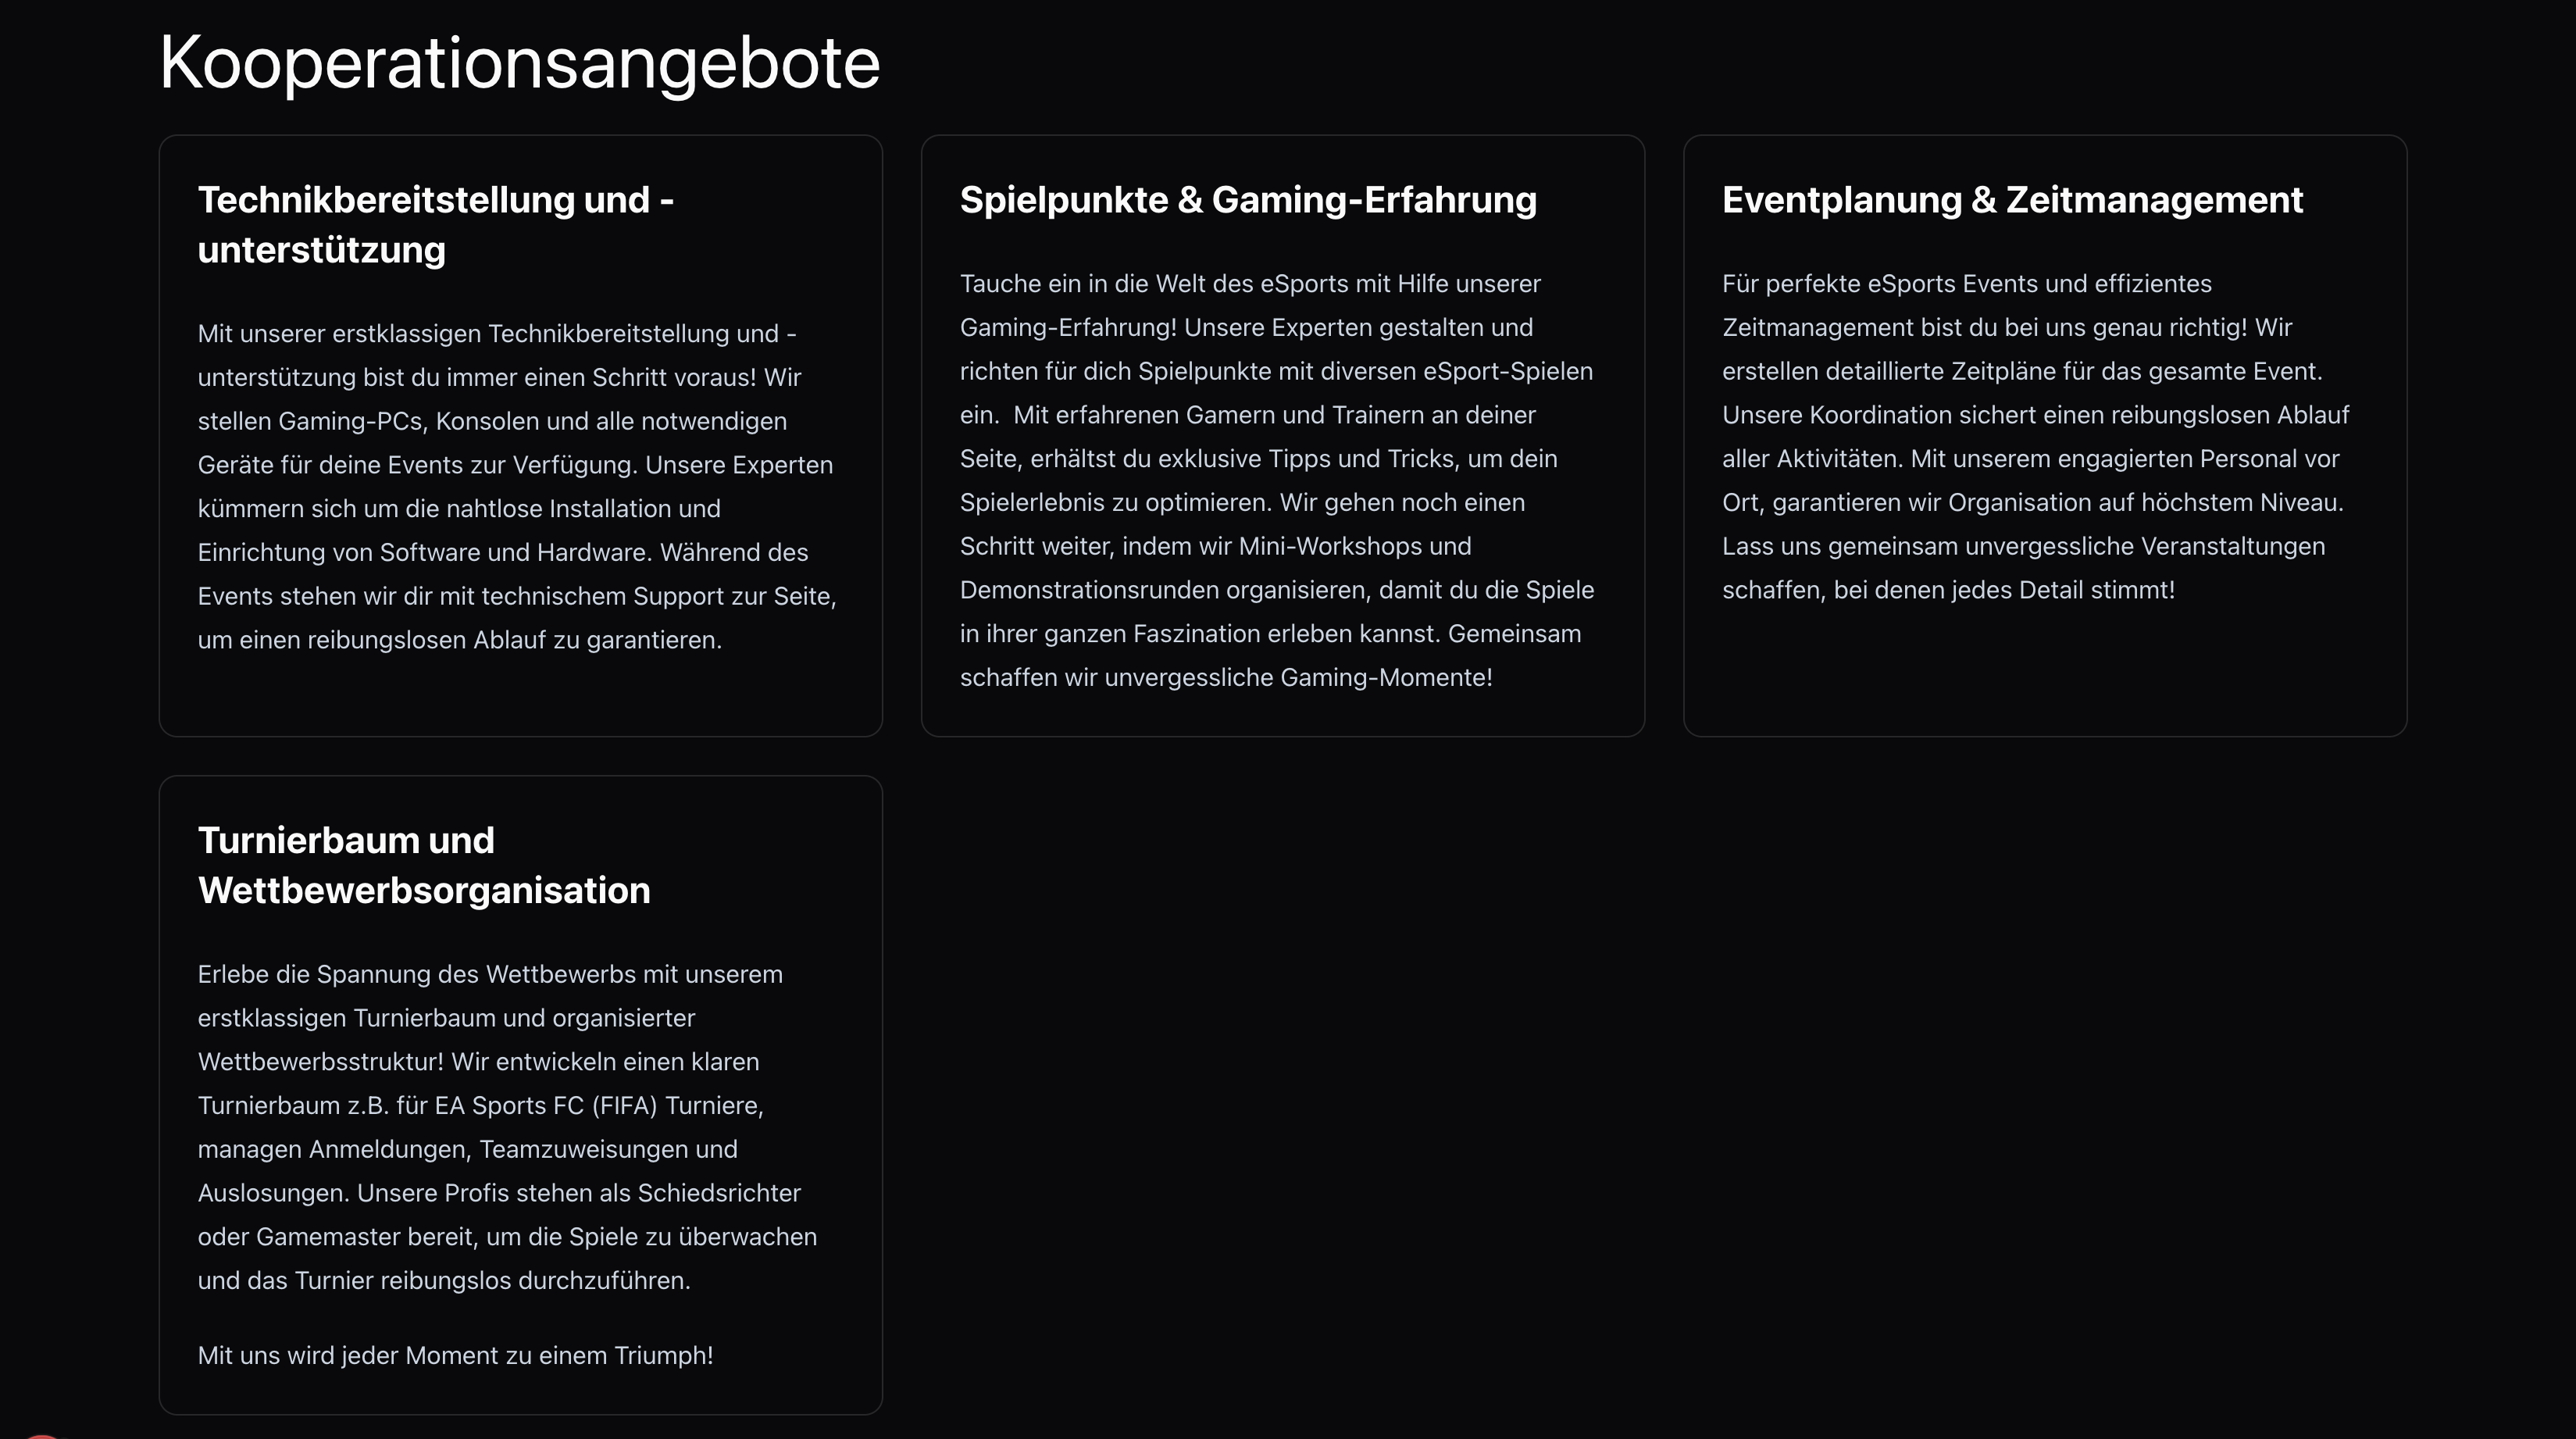 Kooperationsangebote
Technikbereitstellung und -
unterstützung
Mit unserer erstklassigen Technikbereitstellung und -
unterstützung bist du immer einen Schritt voraus! Wir
stellen Gaming-PCs, Konsolen und alle notwendigen
Geräte für deine Events zur Verfügung. Unsere Experten
kümmern sich um die nahtlose Installation und
Einrichtung von Software und Hardware. Während des
Events stehen wir dir mit technischem Support zur Seite,
um einen reibungslosen Ablauf zu garantieren.
Spielpunkte & Gaming-Erfahrung
Tauche ein in die Welt des eSports mit Hilfe unserer
Gaming-Erfahrung! Unsere Experten gestalten und
richten für dich Spielpunkte mit diversen eSport-Spielen
ein.  Mit erfahrenen Gamern und Trainern an deiner
Seite, erhältst du exklusive Tipps und Tricks, um dein
Spielerlebnis zu optimieren. Wir gehen noch einen
Schritt weiter, indem wir Mini-Workshops und
Demonstrationsrunden organisieren, damit du die Spiele
in ihrer ganzen Faszination erleben kannst. Gemeinsam
schaffen wir unvergessliche Gaming-Momente!
Eventplanung & Zeitmanagement
Für perfekte eSports Events und effizientes
Zeitmanagement bist du bei uns genau richtig! Wir
erstellen detaillierte Zeitpläne für das gesamte Event.
Unsere Koordination sichert einen reibungslosen Ablauf
aller Aktivitäten. Mit unserem engagierten Personal vor
Ort, garantieren wir Organisation auf höchstem Niveau.
Lass uns gemeinsam unvergessliche Veranstaltungen
schaffen, bei denen jedes Detail stimmt!
Turnierbaum und
Wettbewerbsorganisation
Erlebe die Spannung des Wettbewerbs mit unserem
erstklassigen Turnierbaum und organisierter
Wettbewerbsstruktur! Wir entwickeln einen klaren
Turnierbaum z.B. für EA Sports FC (FIFA) Turniere,
managen Anmeldungen, Teamzuweisungen und
Auslosungen. Unsere Profis stehen als Schiedsrichter
oder Gamemaster bereit, um die Spiele zu überwachen
und das Turnier reibungslos durchzuführen.
Mit uns wird jeder Moment zu einem Triumph!